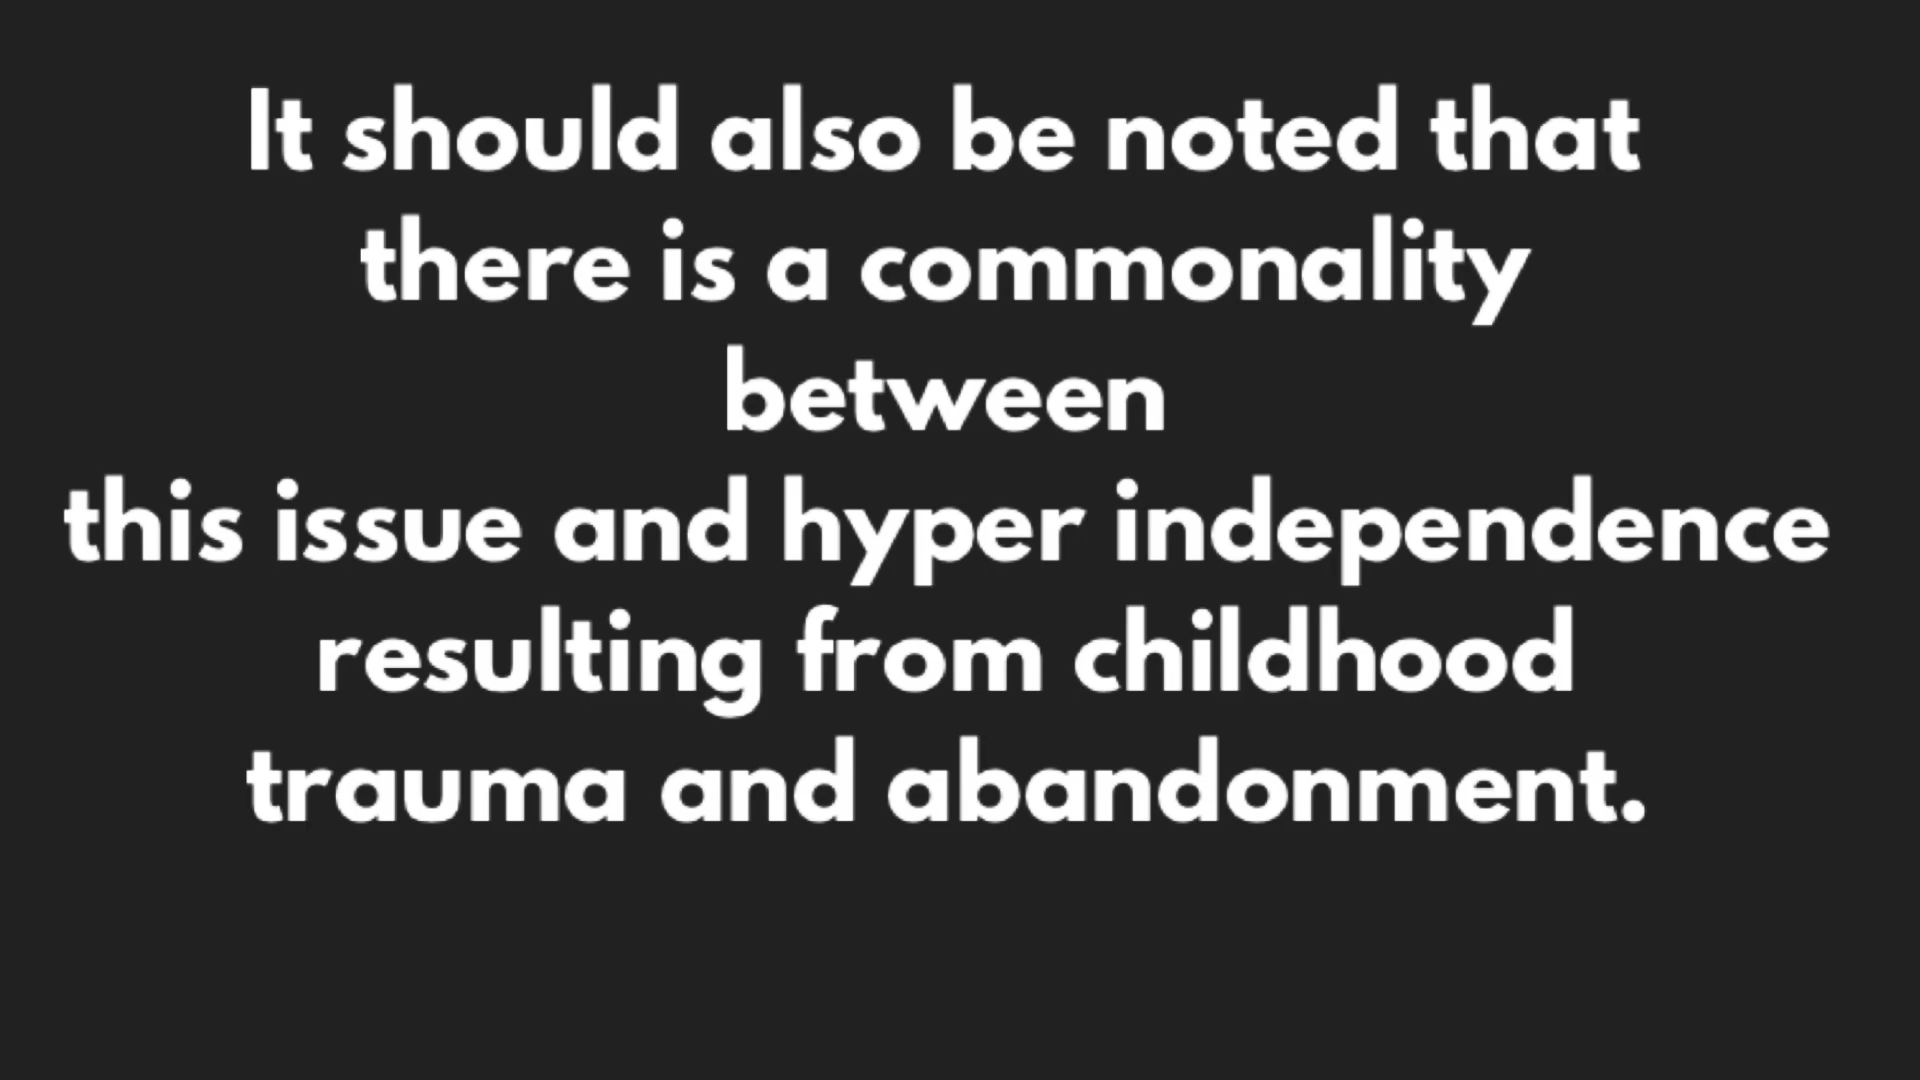 It should also be noted that
there is a commonality
between
this issue and hyper independence
resulting from childhood
trauma and abandonment.